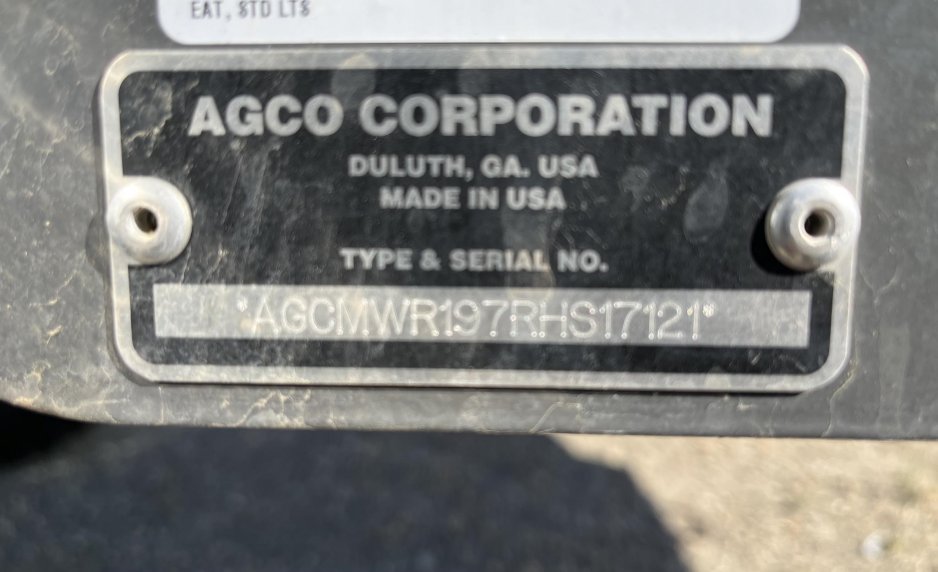 EAT, STD LTS
AGCO CORPORATION
DULUTH, GA. USA
MADE IN USA
TYPE & SERIAL NO.
*AGCMWR197RHS17121*